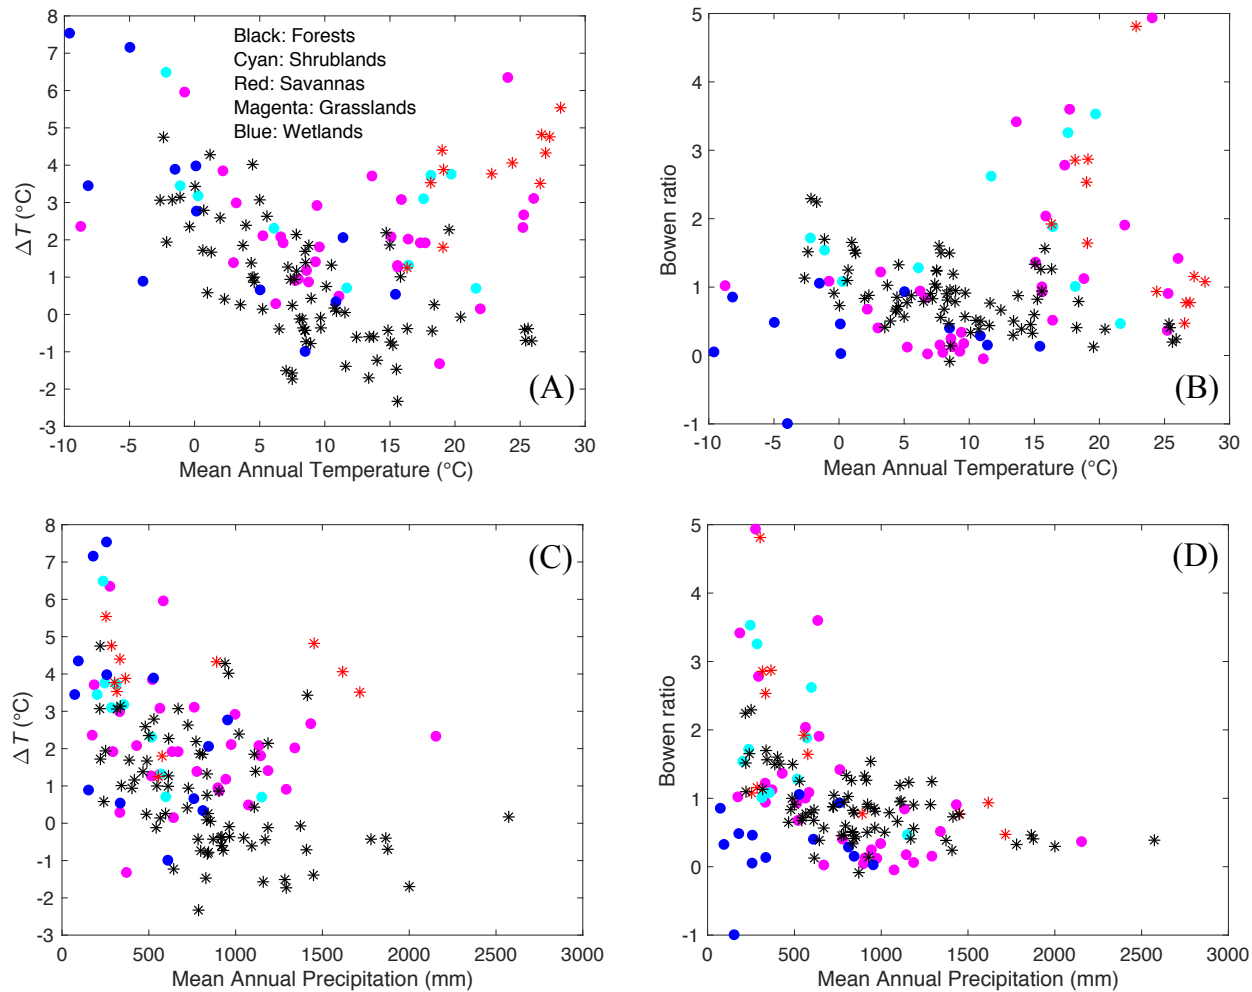 8
7
6
5
4
3
2
1
0
-1
-2
-3
Δ T (°C)
Black: Forests
Cyan: Shrublands
Red: Savannas
Magenta: Grasslands
Blue: Wetlands
(A)
-10 -5 0 5 10 15 20 25 30
Mean Annual Temperature (°C)
5
4
3
2
1
0
-1
Bowen ratio
(B)
-10 -5 0 5 10 15 20 25 30
Mean Annual Temperature (°C)
8
7
6
5
4
3
2
1
0
-1
-2
-3
Δ T (°C)
(C)
0 500 1000 1500 2000 2500 3000
Mean Annual Precipitation (mm)
5
4
3
2
1
0
-1
Bowen ratio
(D)
0 500 1000 1500 2000 2500 3000
Mean Annual Precipitation (mm)